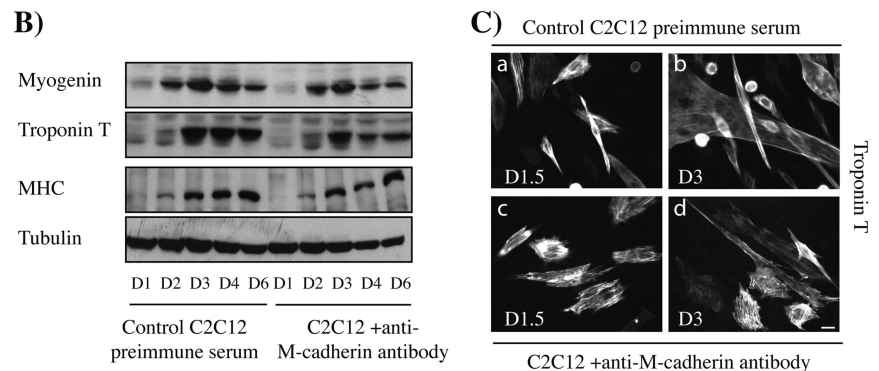 B)
Myogenin
Troponin T
MHC
Tubulin
D1 D2 D3 D4 D6 D1 D2 D3 D4 D6
Control C2C12
preimmune serum
C2C12 +anti-
M-cadherin antibody
C)
Control C2C12 preimmune serum
a
D1.5
b
D3
c
D1.5
d
D3
Troponin T
C2C12 +anti-M-cadherin antibody